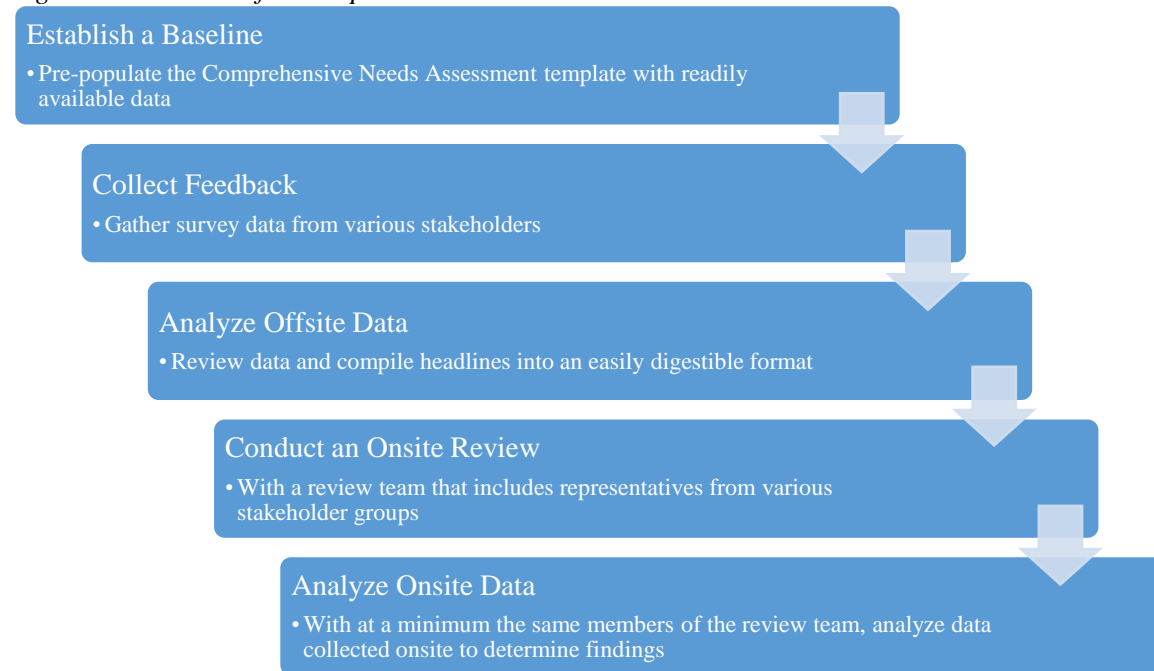 Establish a Baseline
• Pre-populate the Comprehensive Needs Assessment template with readily
available data
Collect Feedback
• Gather survey data from various stakeholders
Analyze Offsite Data
• Review data and compile headlines into an easily digestible format
Conduct an Onsite Review
• With a review team that includes representatives from various
stakeholder groups
Analyze Onsite Data
• With at a minimum the same members of the review team, analyze data
collected onsite to determine findings